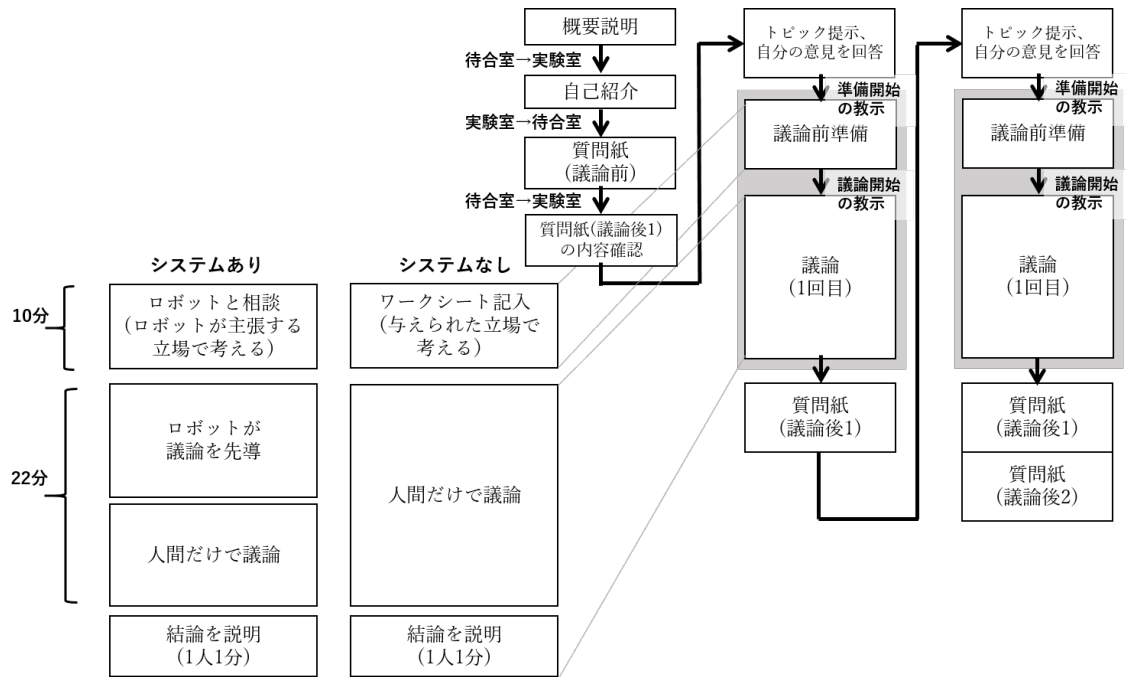 概要説明
待合室→実験室
自己紹介
実験室→待合室
質問紙
(議論前)
待合室→実験室
質問紙(議論後1)
の内容確認
トピック提示、
自分の意見を回答
準備開始
の教示
議論前準備
議論開始
の教示
議論
(1回目)
質問紙
(議論後1)
トピック提示、
自分の意見を回答
準備開始
の教示
議論前準備
議論開始
の教示
議論
(1回目)
質問紙
(議論後1)
質問紙
(議論後2)
システムあり
10分
ロボットと相談
(ロボットが主張する
立場で考える)
22分
ロボットが
議論を先導
人間だけで議論
結論を説明
(1人1分)
システムなし
ワークシート記入
(与えられた立場で
考える)
人間だけで議論
結論を説明
(1人1分)